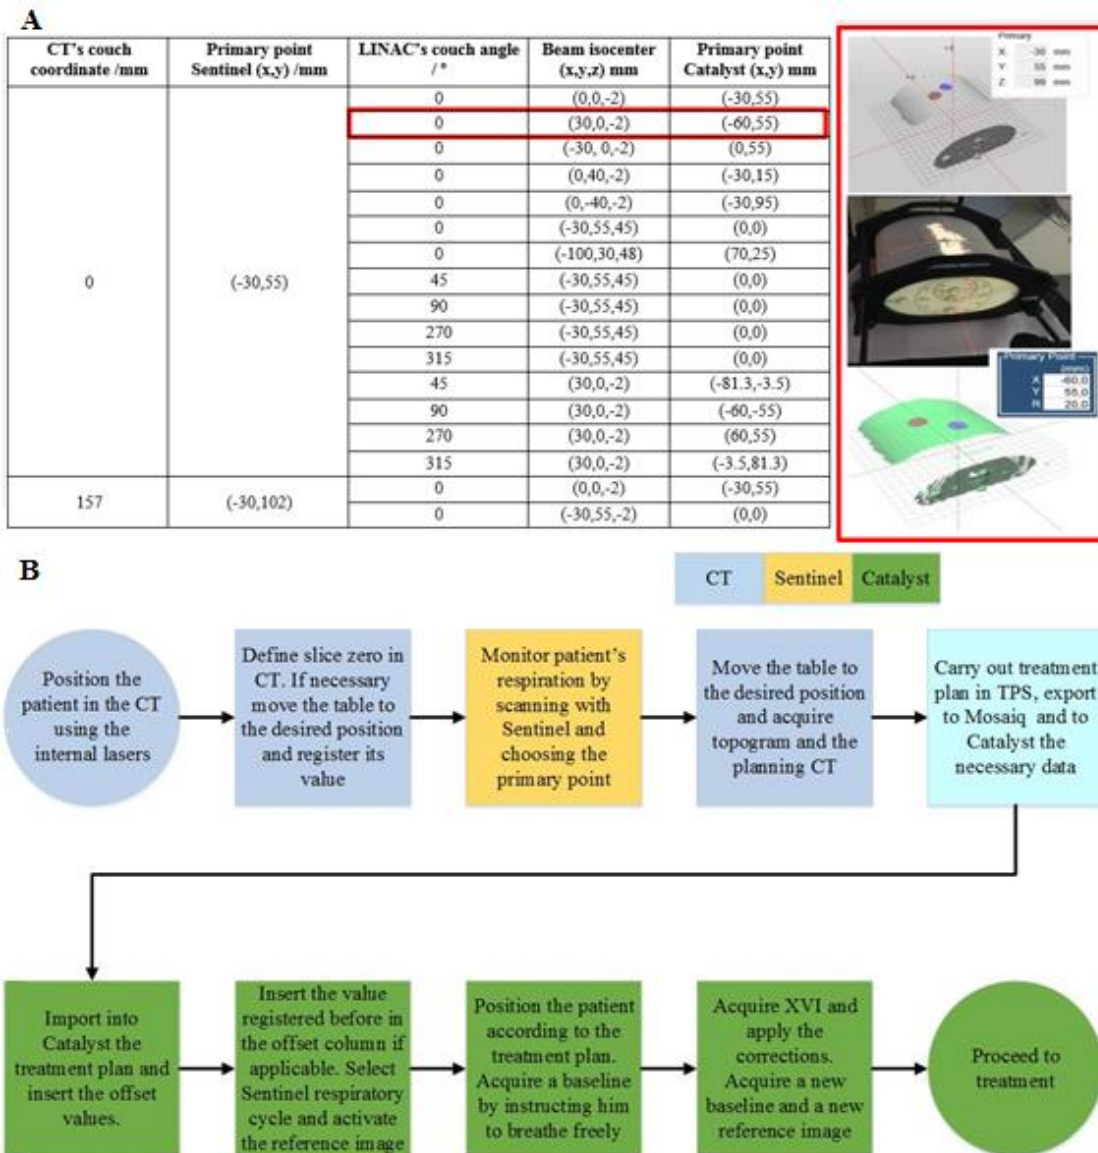 A
CT's couch
coordinate /mm
Primary point
Sentinel (x,y) /mm
LINAC's couch angle
/ °
Beam isocenter
(x,y,z) mm
Primary point
Catalyst (x,y) mm
0
(-30,55)
0 (0,0,-2) (-30,55)
0 (30,0,-2) (-60,55)
0 (-30, 0,-2) (0,55)
0 (0,40,-2) (-30,15)
0 (0,-40,-2) (-30,95)
0 (-30,55,45) (0,0)
0 (-100,30,48) (70,25)
45 (-30,55,45) (0,0)
90 (-30,55,45) (0,0)
270 (-30,55,45) (0,0)
315 (-30,55,45) (0,0)
45 (30,0,-2) (-81.3,-3.5)
90 (30,0,-2) (-60,-55)
270 (30,0,-2) (60,55)
315 (30,0,-2) (-3.5,81.3)
157
(-30,102)
0 (0,0,-2) (-30,55)
0 (-30,55,-2) (0,0)
Primary
X -30 mm
Y 55 mm
Z 99 mm
Primary Point
(mm)
X -60,0
Y 55,0
R 20,0
B
CT Sentinel Catalyst
Position the
patient in the CT
using the
internal lasers
Define slice zero in
CT. If necessary
move the table to
the desired position
and register its
value
Monitor patient's
respiration by
scanning with
Sentinel and
choosing the
primary point
Move the table to
the desired position
and acquire
topogram and the
planning CT
Carry out treatment
plan in TPS, export
to Mosaiq and to
Catalyst the
necessary data
Import into
Catalyst the
treatment plan and
insert the offset
values.
Insert the value
registered before in
the offset column if
applicable. Select
Sentinel respiratory
cycle and activate
the reference image
Position the patient
according to the
treatment plan.
Acquire a baseline
by instructing him
to breathe freely
Acquire XVI and
apply the
corrections.
Acquire a new
baseline and a new
reference image
Proceed to
treatment